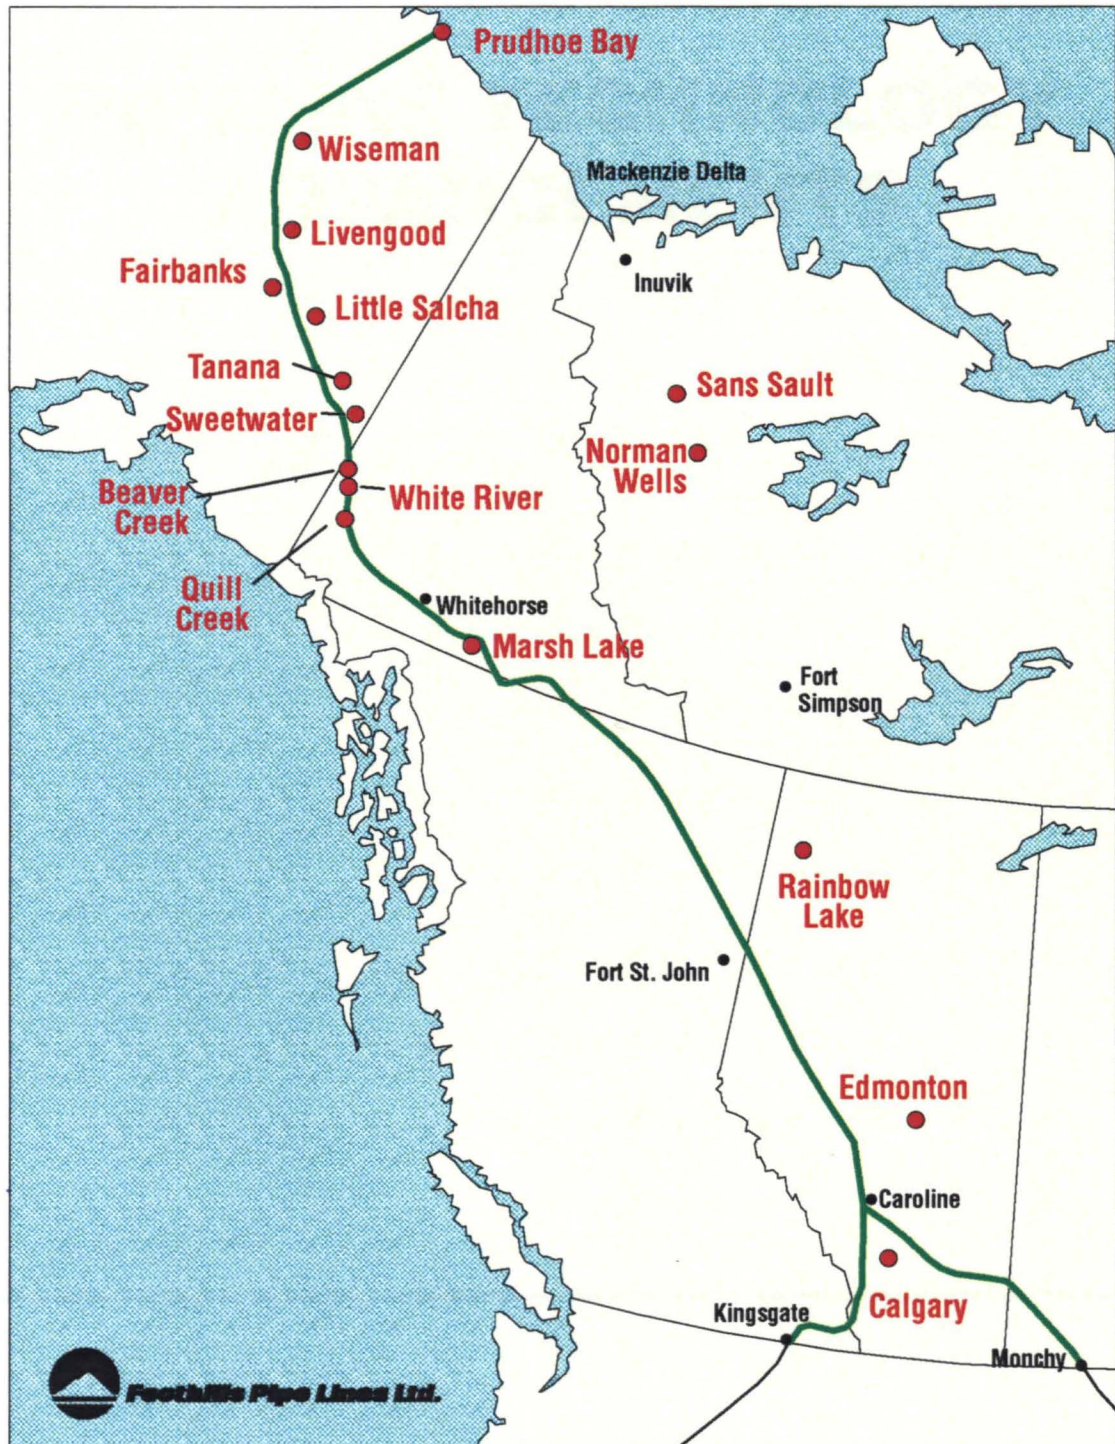 Prudhoe Bay
Wiseman
Mackenzie Delta
Livengood
Inuvik
Fairbanks
Little Salcha
Tanana
Sans Sault
Sweetwater
Norman
Wells
Beaver
Creek
White River
Quill
Creek
Whitehorse
Marsh Lake
Fort
Simpson
Rainbow
Lake
Fort St. John
Edmonton
Caroline
Calgary
Kingsgate
Monchy
Foothills Pipe Lines Ltd.